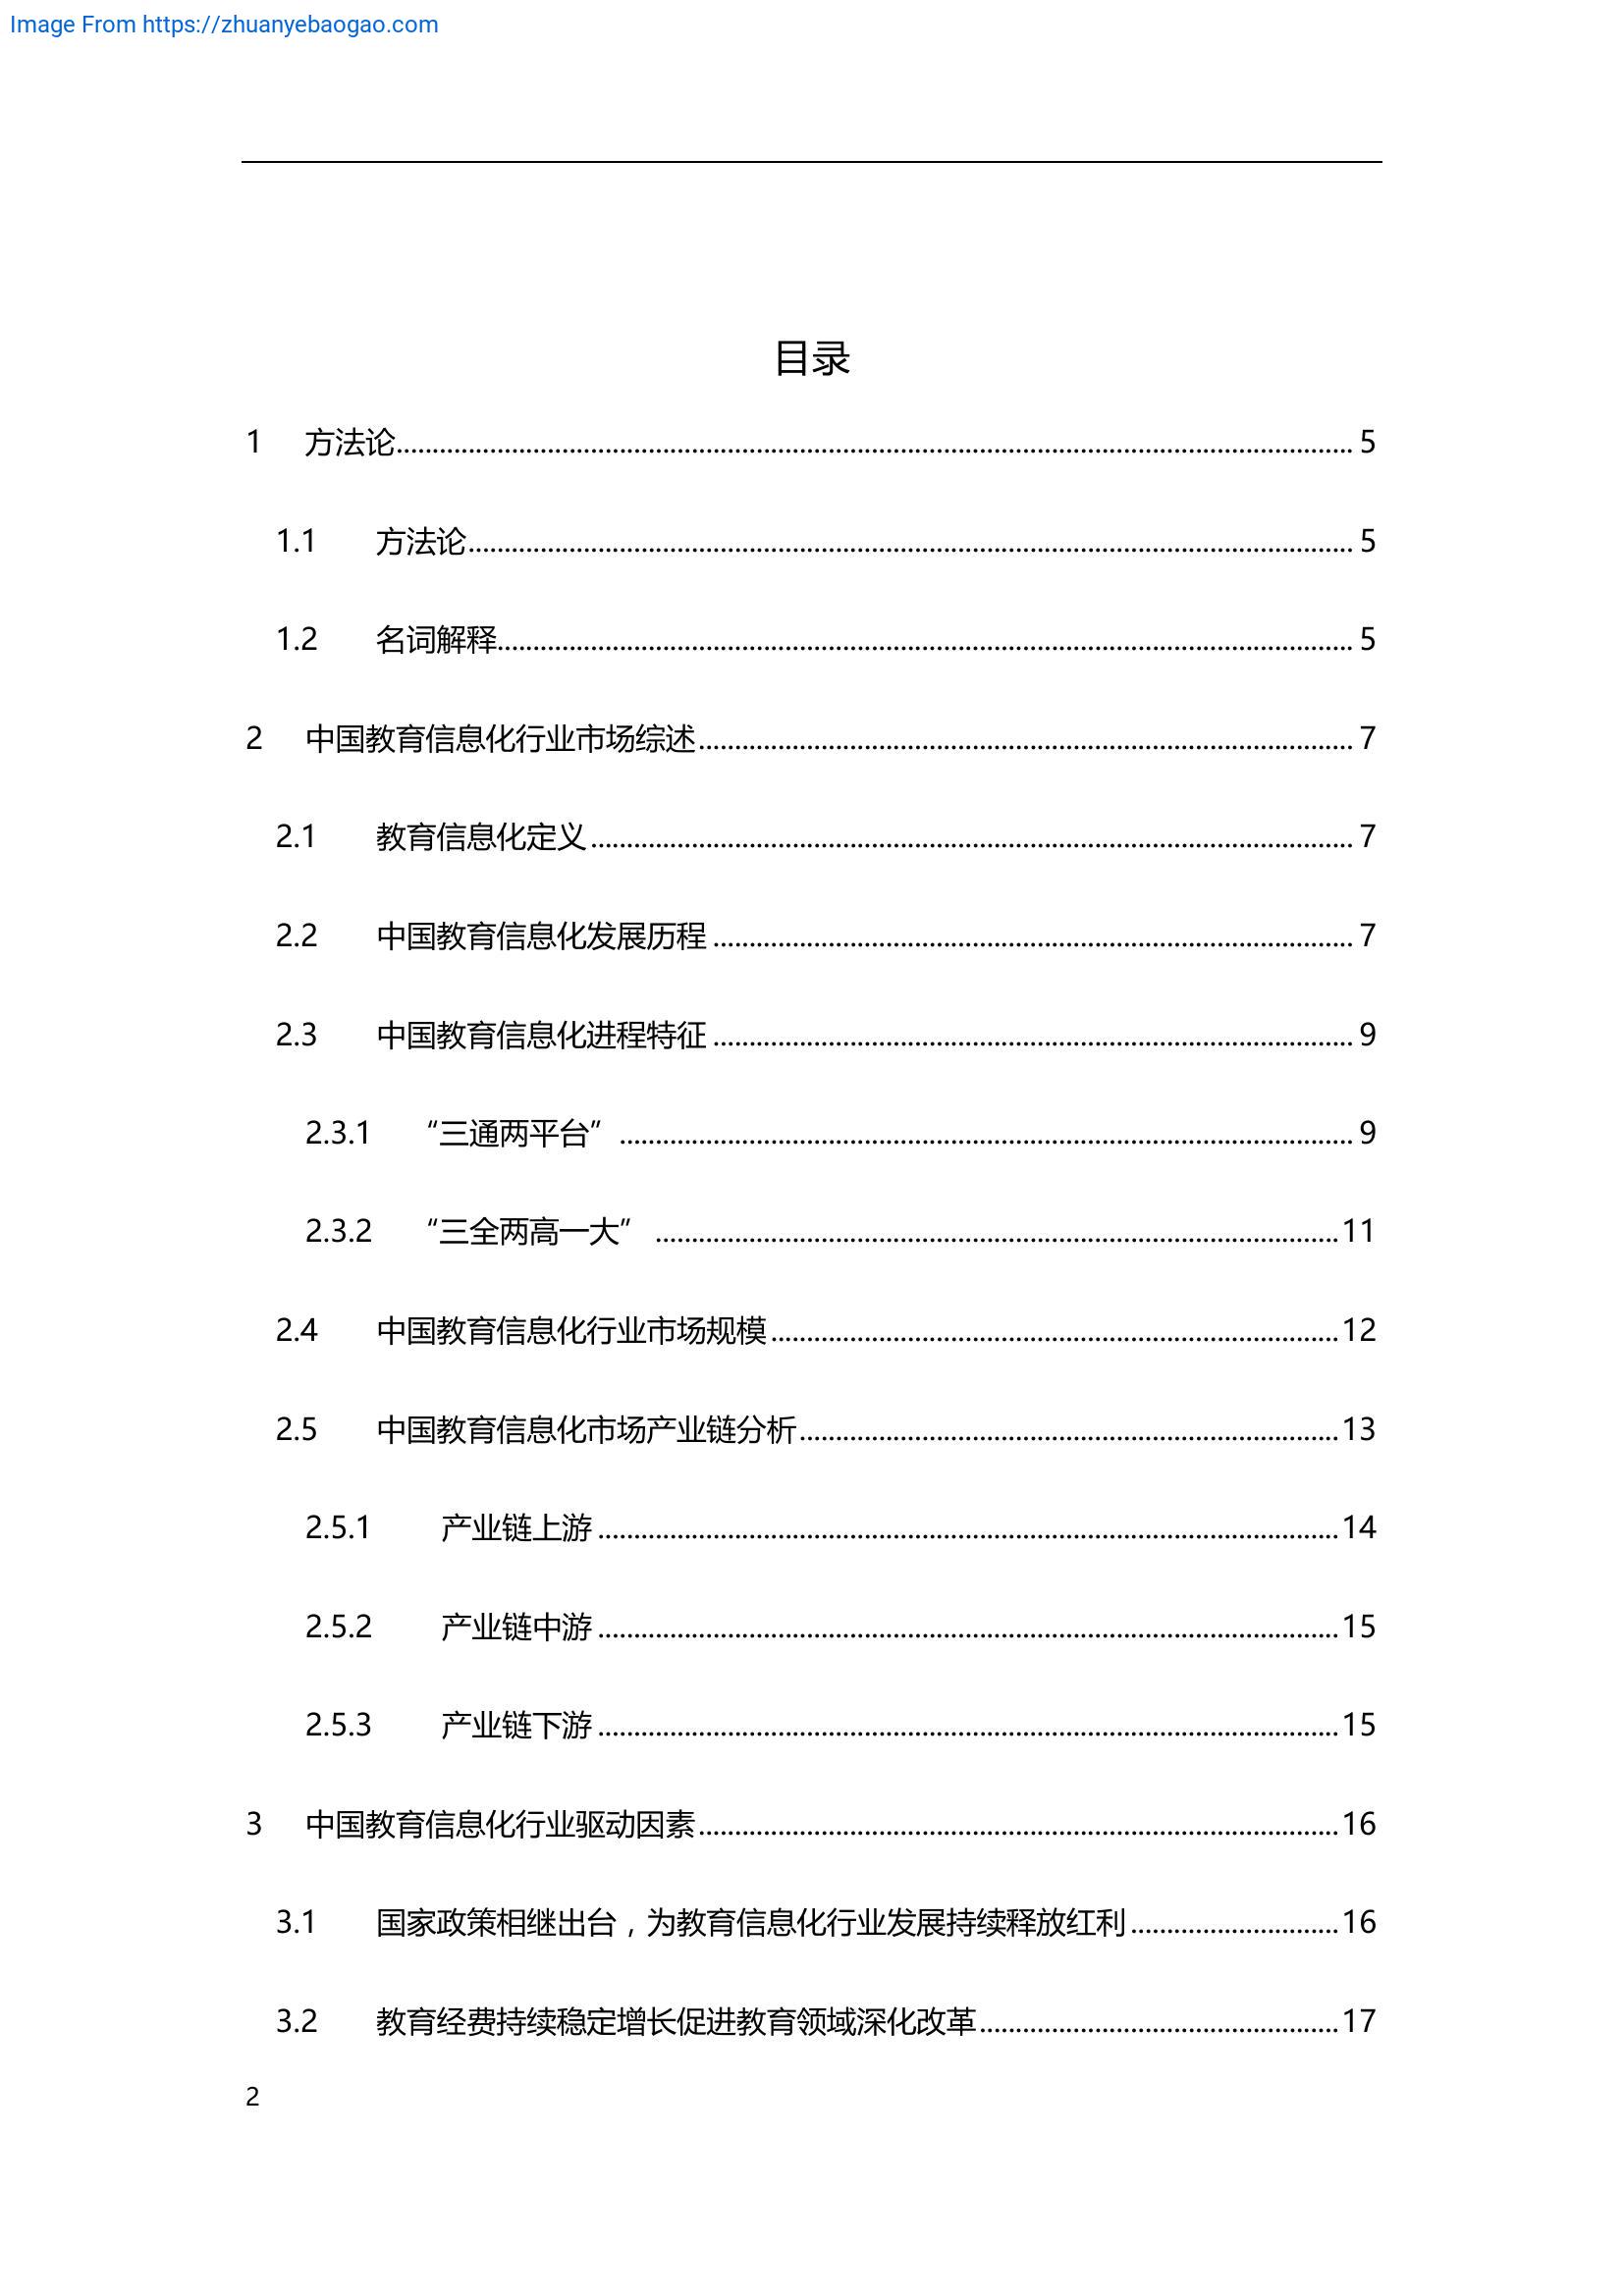 Image From https://zhuanyebaogao.com
目录
1 方法论 5
1.1 方法论 5
1.2 名词解释 5
2 中国教育信息化行业市场综述 7
2.1 教育信息化定义 7
2.2 中国教育信息化发展历程 7
2.3 中国教育信息化进程特征 9
2.3.1 “三通两平台” 9
2.3.2 “三全两高一大” 11
2.4 中国教育信息化行业市场规模 12
2.5 中国教育信息化市场产业链分析 13
2.5.1 产业链上游 14
2.5.2 产业链中游 15
2.5.3 产业链下游 15
3 中国教育信息化行业驱动因素 16
3.1 国家政策相继出台，为教育信息化行业发展持续释放红利 16
3.2 教育经费持续稳定增长促进教育领域深化改革 17
2